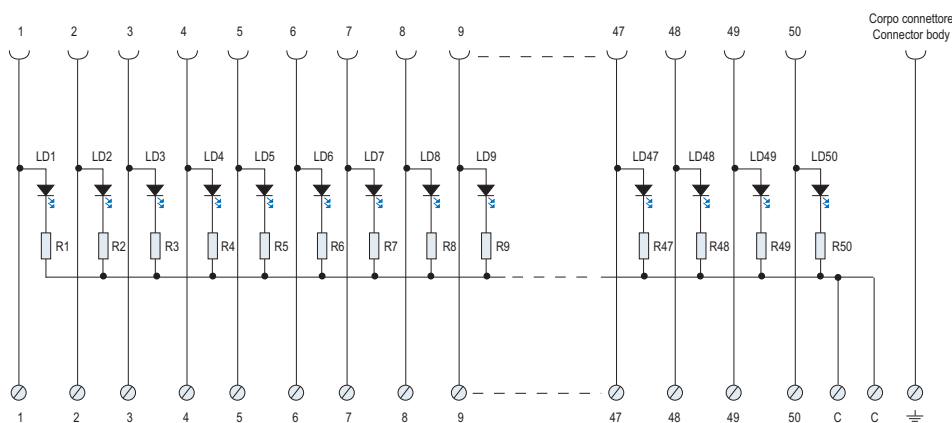 Corpo connettore
Connector body
1 2 3 4 5 6 7 8 9 47 48 49 50
LD1 LD2 LD3 LD4 LD5 LD6 LD7 LD8 LD9 LD47 LD48 LD49 LD50
R1 R2 R3 R4 R5 R6 R7 R8 R9 R47 R48 R49 R50
1 2 3 4 5 6 7 8 9 47 48 49 50 C C